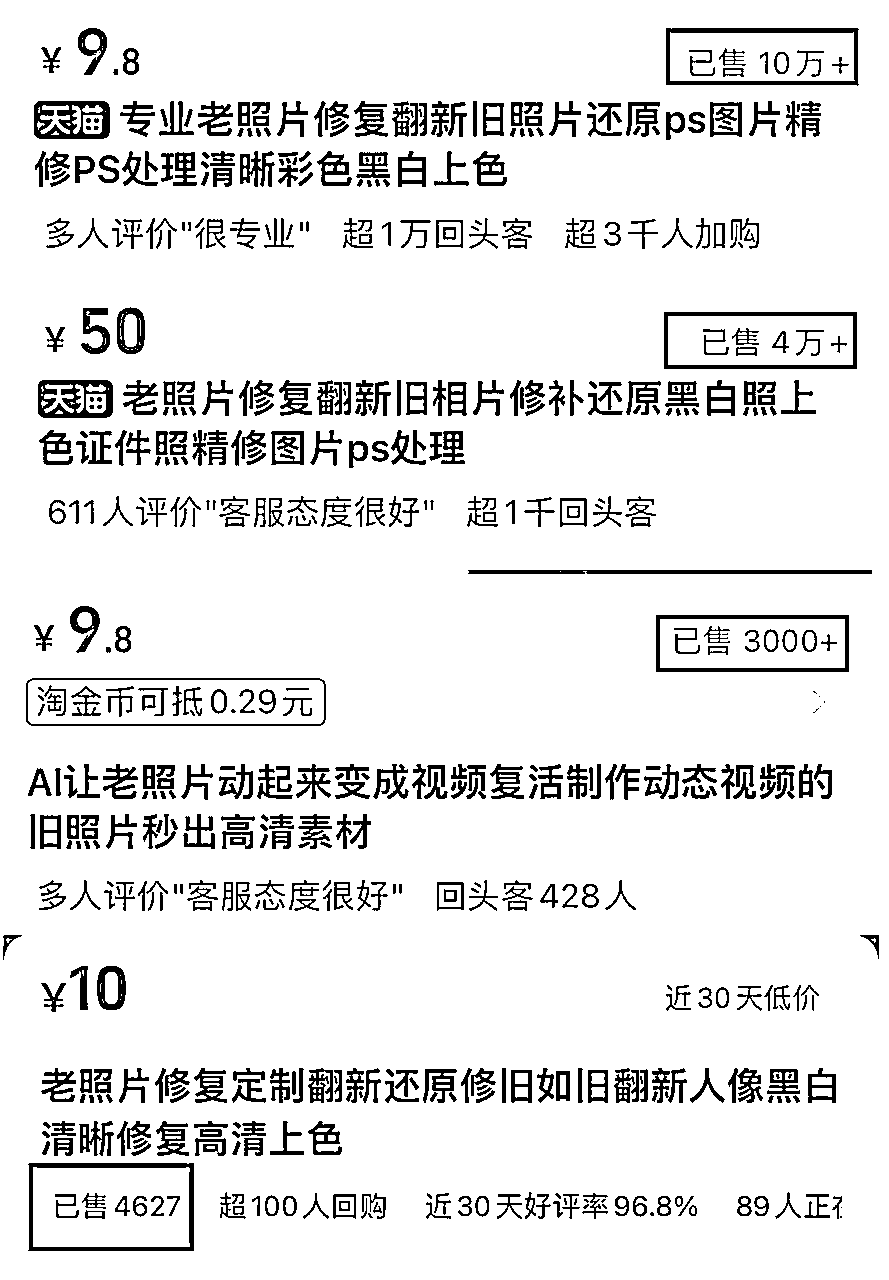 ¥ 9.8
已售 10万+
天猫 专业老照片修复翻新旧照片还原ps图片精
修PS处理清晰彩色黑白上色
多人评价"很专业" 超1万回头客 超3千人加购
¥ 50
已售 4万+
天猫 老照片修复翻新旧相片修补还原黑白照上
色证件照精修图片ps处理
611人评价"客服态度很好" 超1千回头客
¥ 9.8
已售 3000+
淘金币可抵0.29元
AI让老照片动起来变成视频复活制作动态视频的
旧照片秒出高清素材
多人评价"客服态度很好" 回头客428人
¥10
近30天低价
老照片修复定制翻新还原修旧如旧翻新人像黑白
清晰修复高清上色
已售4627 超100人回购 近30天好评率96.8% 89人正在